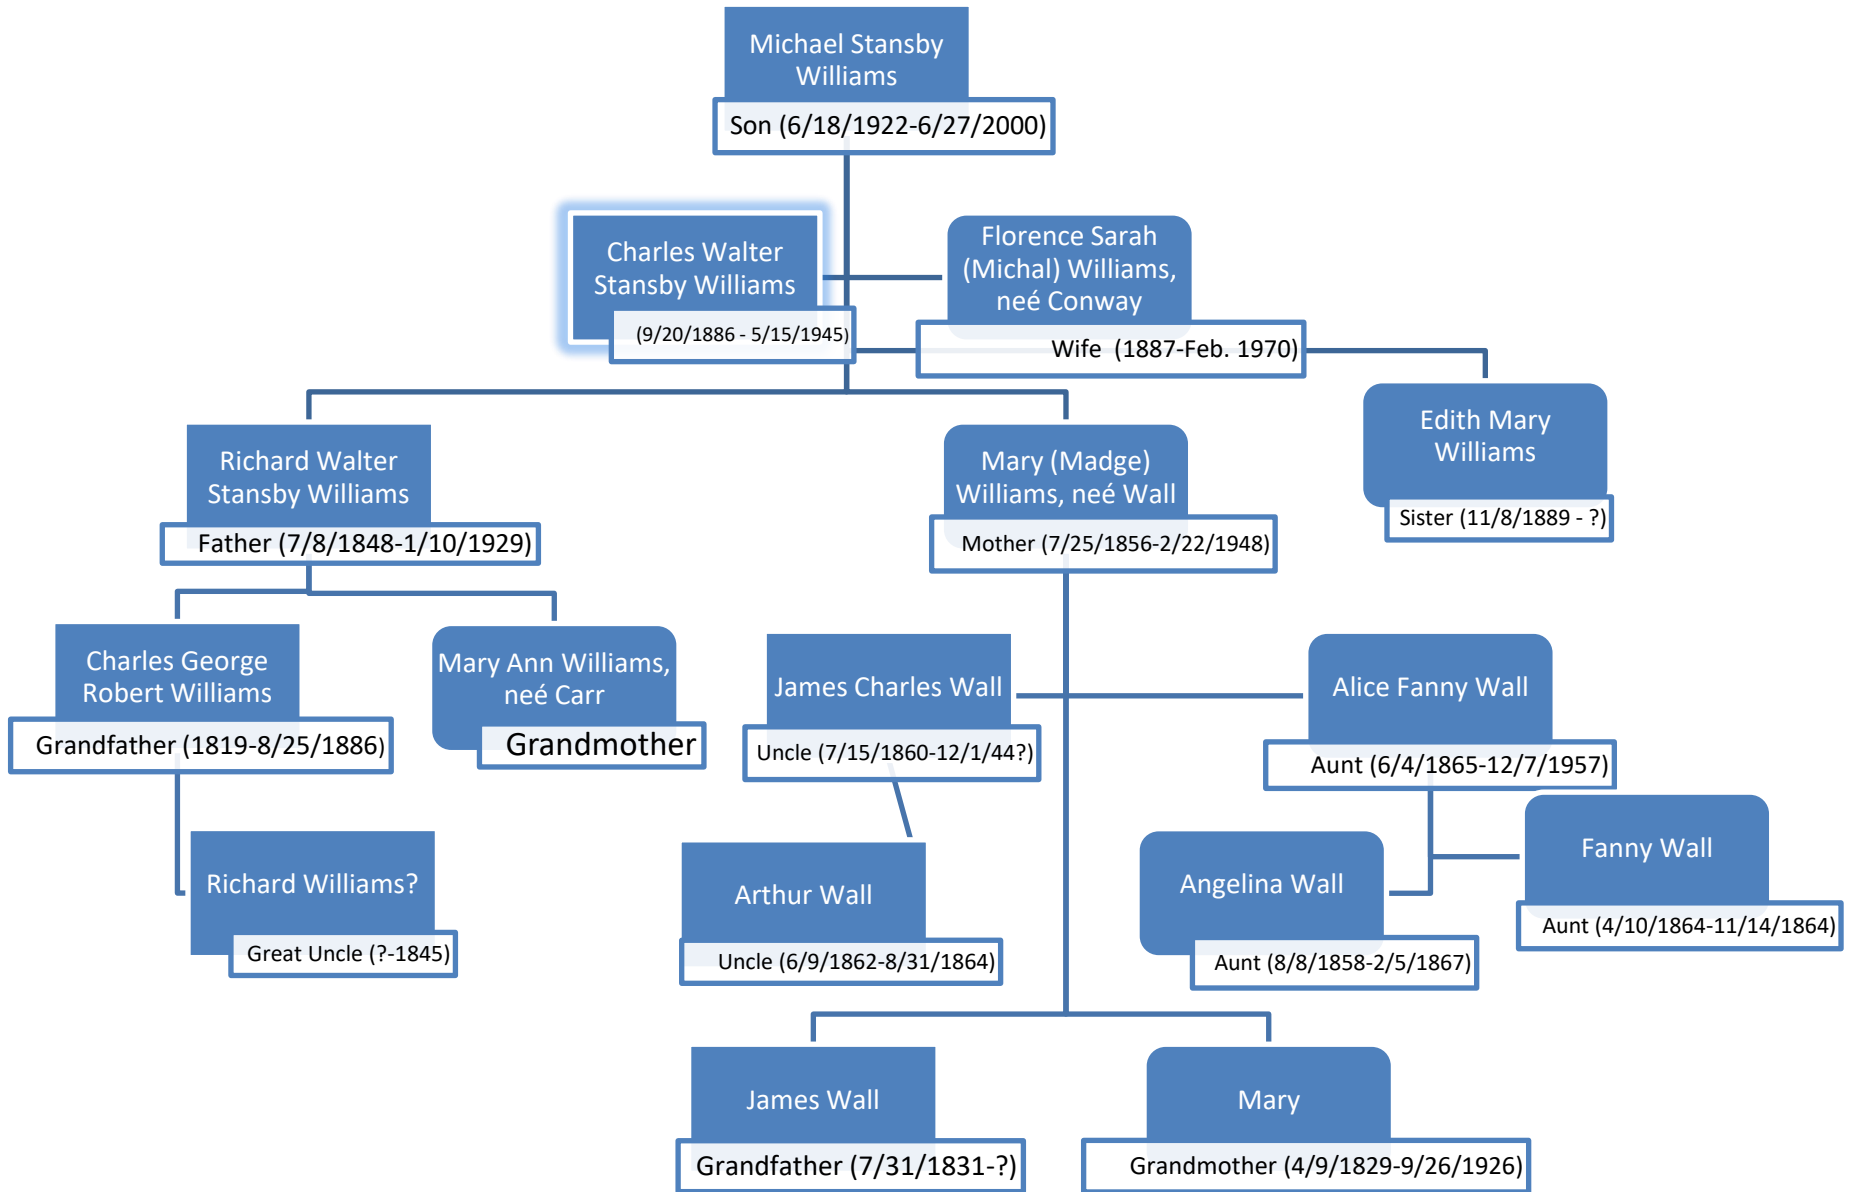 Michael Stansby
Williams
Son (6/18/1922-6/27/2000)
Charles Walter
Stansby Williams
(9/20/1886 - 5/15/1945)
Florence Sarah
(Michal) Williams,
neé Conway
Wife (1887-Feb. 1970)
Edith Mary
Williams
Sister (11/8/1889 - ?)
Richard Walter
Stansby Williams
Father (7/8/1848-1/10/1929)
Mary (Madge)
Williams, neé Wall
Mother (7/25/1856-2/22/1948)
Charles George
Robert Williams
Grandfather (1819-8/25/1886)
Mary Ann Williams,
neé Carr
Grandmother
James Charles Wall
Uncle (7/15/1860-12/1/44?)
Alice Fanny Wall
Aunt (6/4/1865-12/7/1957)
Richard Williams?
Great Uncle (?-1845)
Arthur Wall
Uncle (6/9/1862-8/31/1864)
Angelina Wall
Aunt (8/8/1858-2/5/1867)
Fanny Wall
Aunt (4/10/1864-11/14/1864)
James Wall
Grandfather (7/31/1831-?)
Mary
Grandmother (4/9/1829-9/26/1926)